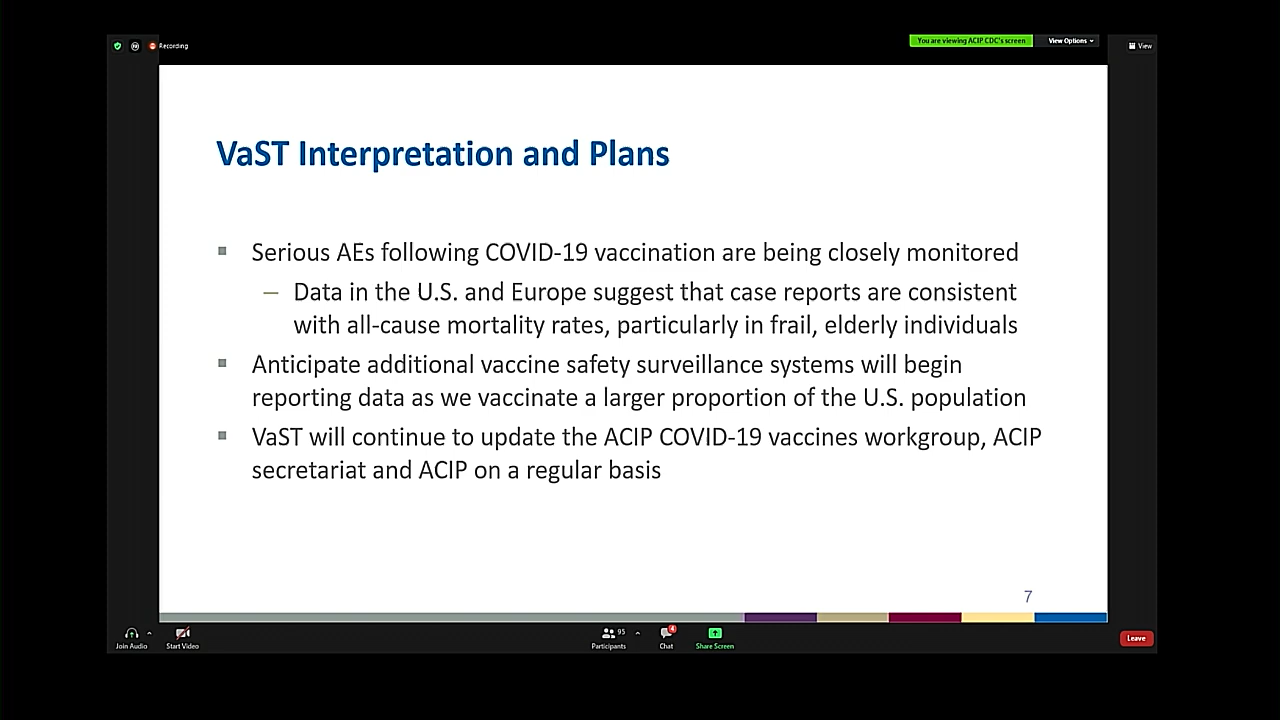 Recording
You are viewing ACIP CDC's screen
View Options
View
VaST Interpretation and Plans
Serious AEs following COVID-19 vaccination are being closely monitored
– Data in the U.S. and Europe suggest that case reports are consistent
with all-cause mortality rates, particularly in frail, elderly individuals
Anticipate additional vaccine safety surveillance systems will begin
reporting data as we vaccinate a larger proportion of the U.S. population
VaST will continue to update the ACIP COVID-19 vaccines workgroup, ACIP
secretariat and ACIP on a regular basis
7
Join Audio
Start Video
95
Participants
Chat
Share Screen
Leave